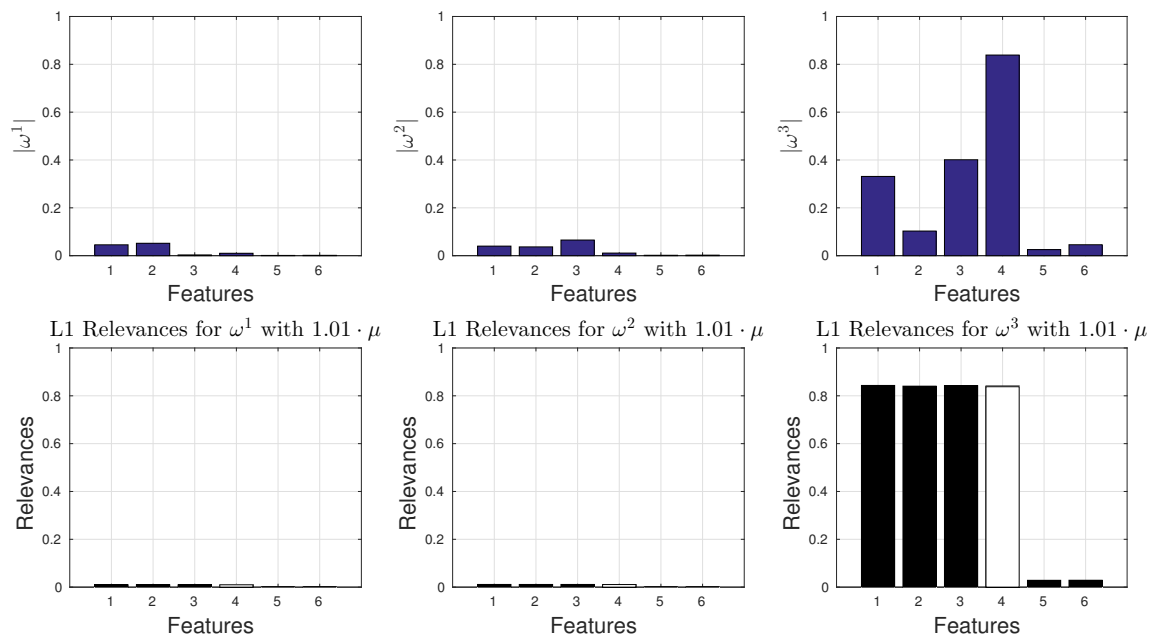 1
0.8
0.6
0.4
0.2
0
|ω¹|
1 2 3 4 5 6
Features
1
0.8
0.6
0.4
0.2
0
|ω²|
1 2 3 4 5 6
Features
1
0.8
0.6
0.4
0.2
0
|ω³|
1 2 3 4 5 6
Features
L1 Relevances for ω¹ with 1.01 · μ
1
0.8
0.6
0.4
0.2
0
Relevances
1 2 3 4 5 6
Features
L1 Relevances for ω² with 1.01 · μ
1
0.8
0.6
0.4
0.2
0
Relevances
1 2 3 4 5 6
Features
L1 Relevances for ω³ with 1.01 · μ
1
0.8
0.6
0.4
0.2
0
Relevances
1 2 3 4 5 6
Features